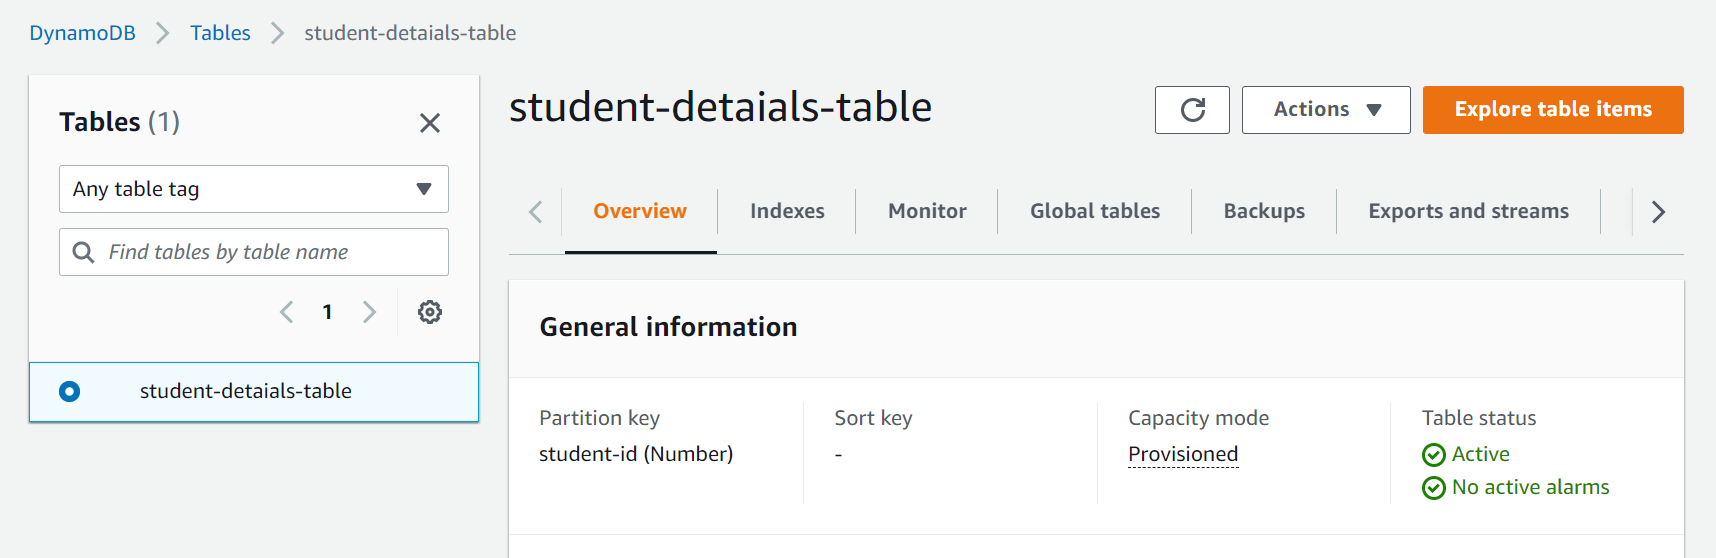 DynamoDB > Tables > student-detaials-table
Tables (1)
Any table tag
Find tables by table name
1
student-detaials-table
student-detaials-table
Actions
Explore table items
Overview
Indexes
Monitor
Global tables
Backups
Exports and streams
General information
Partition key
student-id (Number)
Sort key
-
Capacity mode
Provisioned
Table status
Active
No active alarms